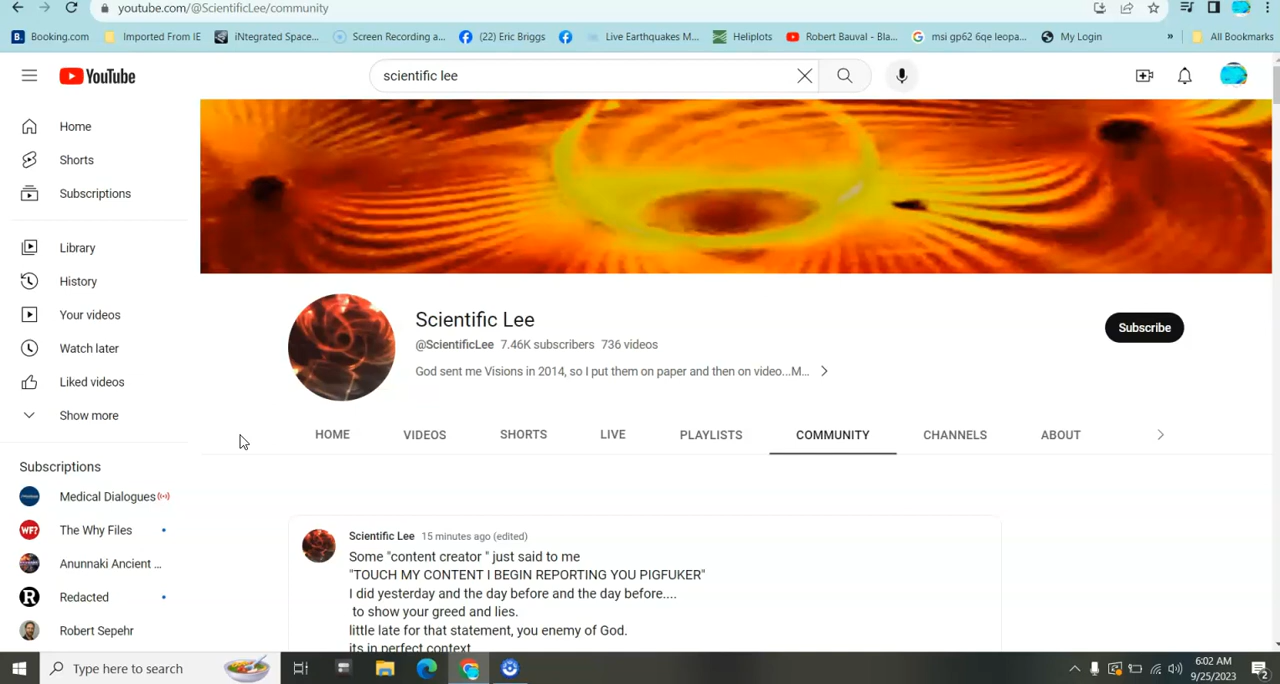 youtube.com/@ScientificLee/community
Booking.com Imported From IE iNtegrated Space... Screen Recording a... (22) Eric Briggs Live Earthquakes M... Heliplots Robert Bauval - Bla... msi gp62 6qe leopa... My Login » All Bookmarks
YouTube
scientific lee
Home
Shorts
Subscriptions
Library
History
Your videos
Watch later
Liked videos
Show more
Subscriptions
Medical Dialogues
WF?
The Why Files
Anunnaki Ancient ...
R
Redacted
Robert Sepehr
Scientific Lee
@ScientificLee 7.46K subscribers 736 videos
God sent me Visions in 2014, so I put them on paper and then on video...M...
Subscribe
HOME VIDEOS SHORTS LIVE PLAYLISTS COMMUNITY CHANNELS ABOUT
Scientific Lee 15 minutes ago (edited)
Some "content creator " just said to me
"TOUCH MY CONTENT I BEGIN REPORTING YOU PIGFUKER"
I did yesterday and the day before and the day before....
to show your greed and lies.
little late for that statement, you enemy of God.
its in perfect context
Type here to search
6:02 AM
9/25/2023
2